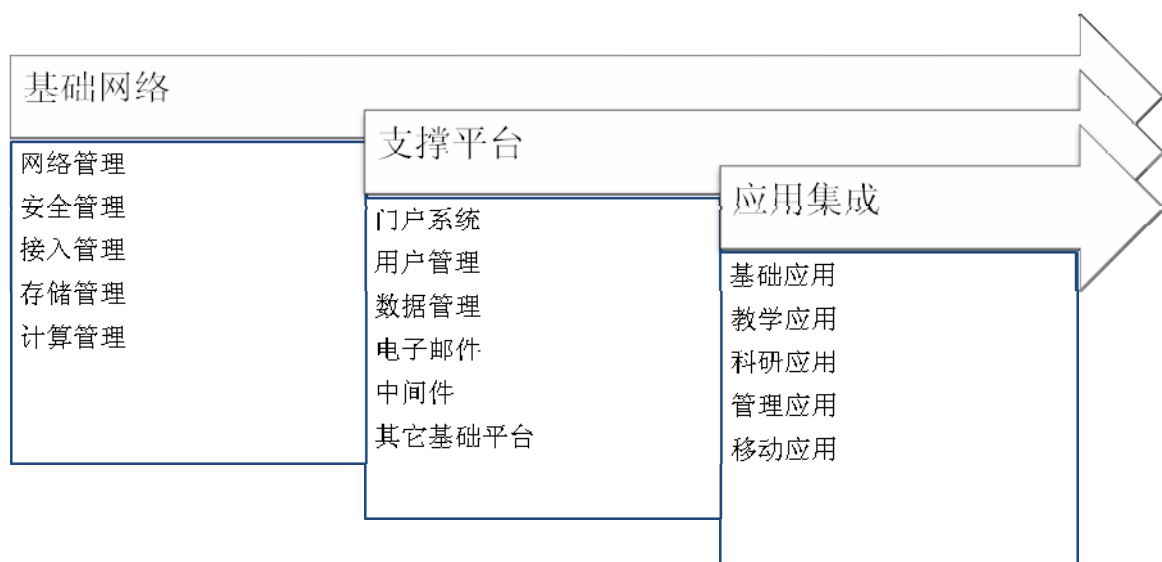 基础网络
网络管理
安全管理
接入管理
存储管理
计算管理
支撑平台
门户系统
用户管理
数据管理
电子邮件
中间件
其它基础平台
应用集成
基础应用
教学应用
科研应用
管理应用
移动应用